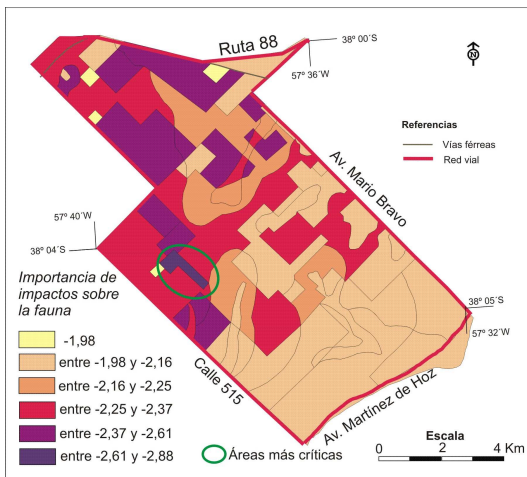 Ruta 88
38º 00´S
57º 36´W
N
Referencias
Vías férreas
Red vial
Av. Mario Bravo
57º 40´W
38º 04´S
Importancia de
impactos sobre
la fauna
-1,98
entre -1,98 y -2,16
entre -2,16 y -2,25
entre -2,25 y -2,37
entre -2,37 y -2,61
entre -2,61 y -2,88
Calle 515
Áreas más críticas
38º 05´S
57º 32´W
Av. Martínez de Hoz
Escala
0 2 4 Km